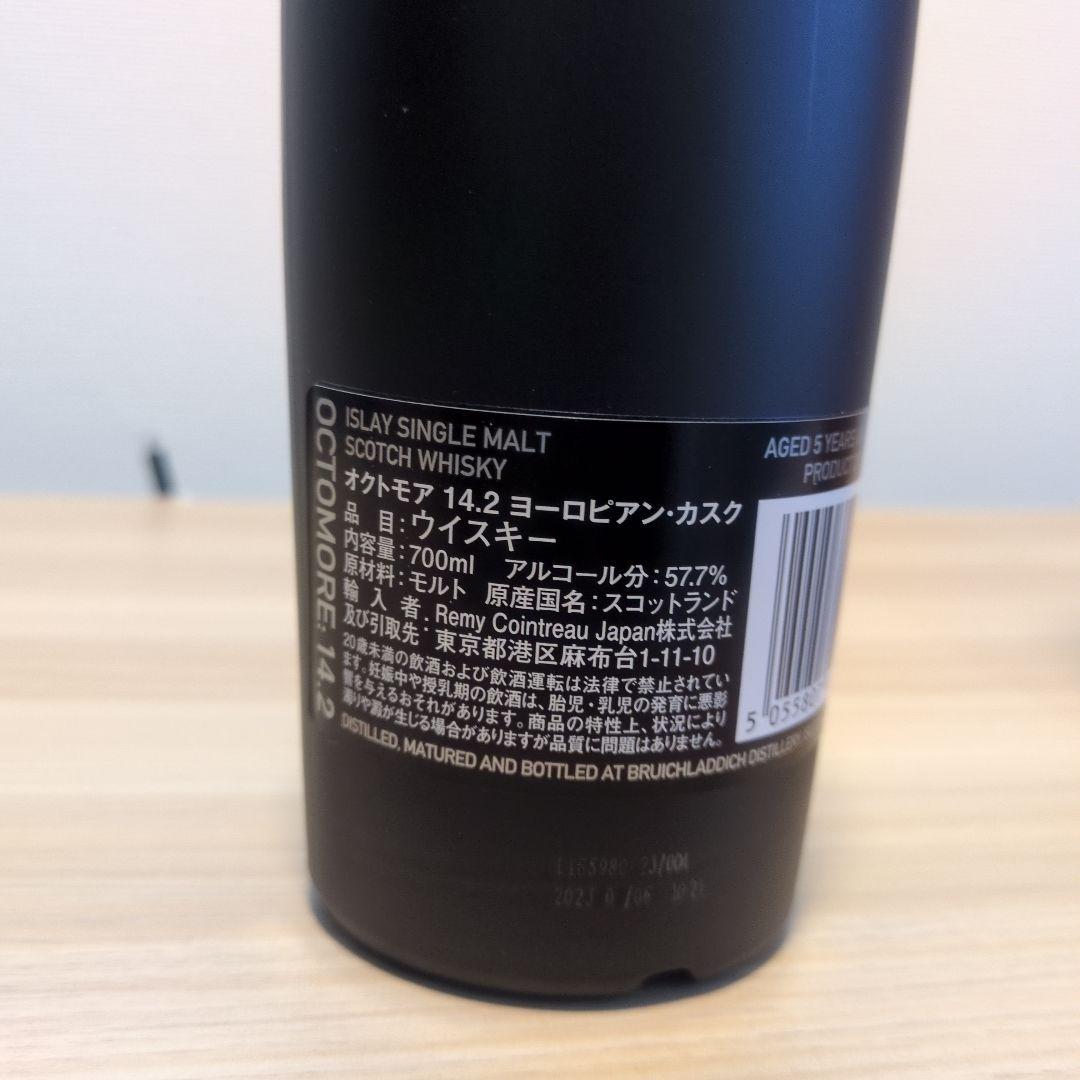 OCTOMORE: 14.2
ISLAY SINGLE MALT
SCOTCH WHISKY
オクトモア 14.2 ヨーロピアン・カスク
品 目：ウイスキー
内容量：700ml アルコール分：57.7%
原材料：モルト 原産国名：スコットランド
輸入者及び引取先：Remy Cointreau Japan株式会社
東京都港区麻布台1-11-10
20歳未満の飲酒および飲酒運転は法律で禁止されてい
ます。妊娠中や授乳期の飲酒は、胎児・乳児の発育に悪影
響を与えるおそれがあります。商品の特性上、状況により
濁りや澱が生じる場合がありますが品質に問題はありません。
DISTILLED, MATURED AND BOTTLED AT BRUICHLADDICH DISTILLERY
AGED 5 YEARS
5 05580
23/004
2023